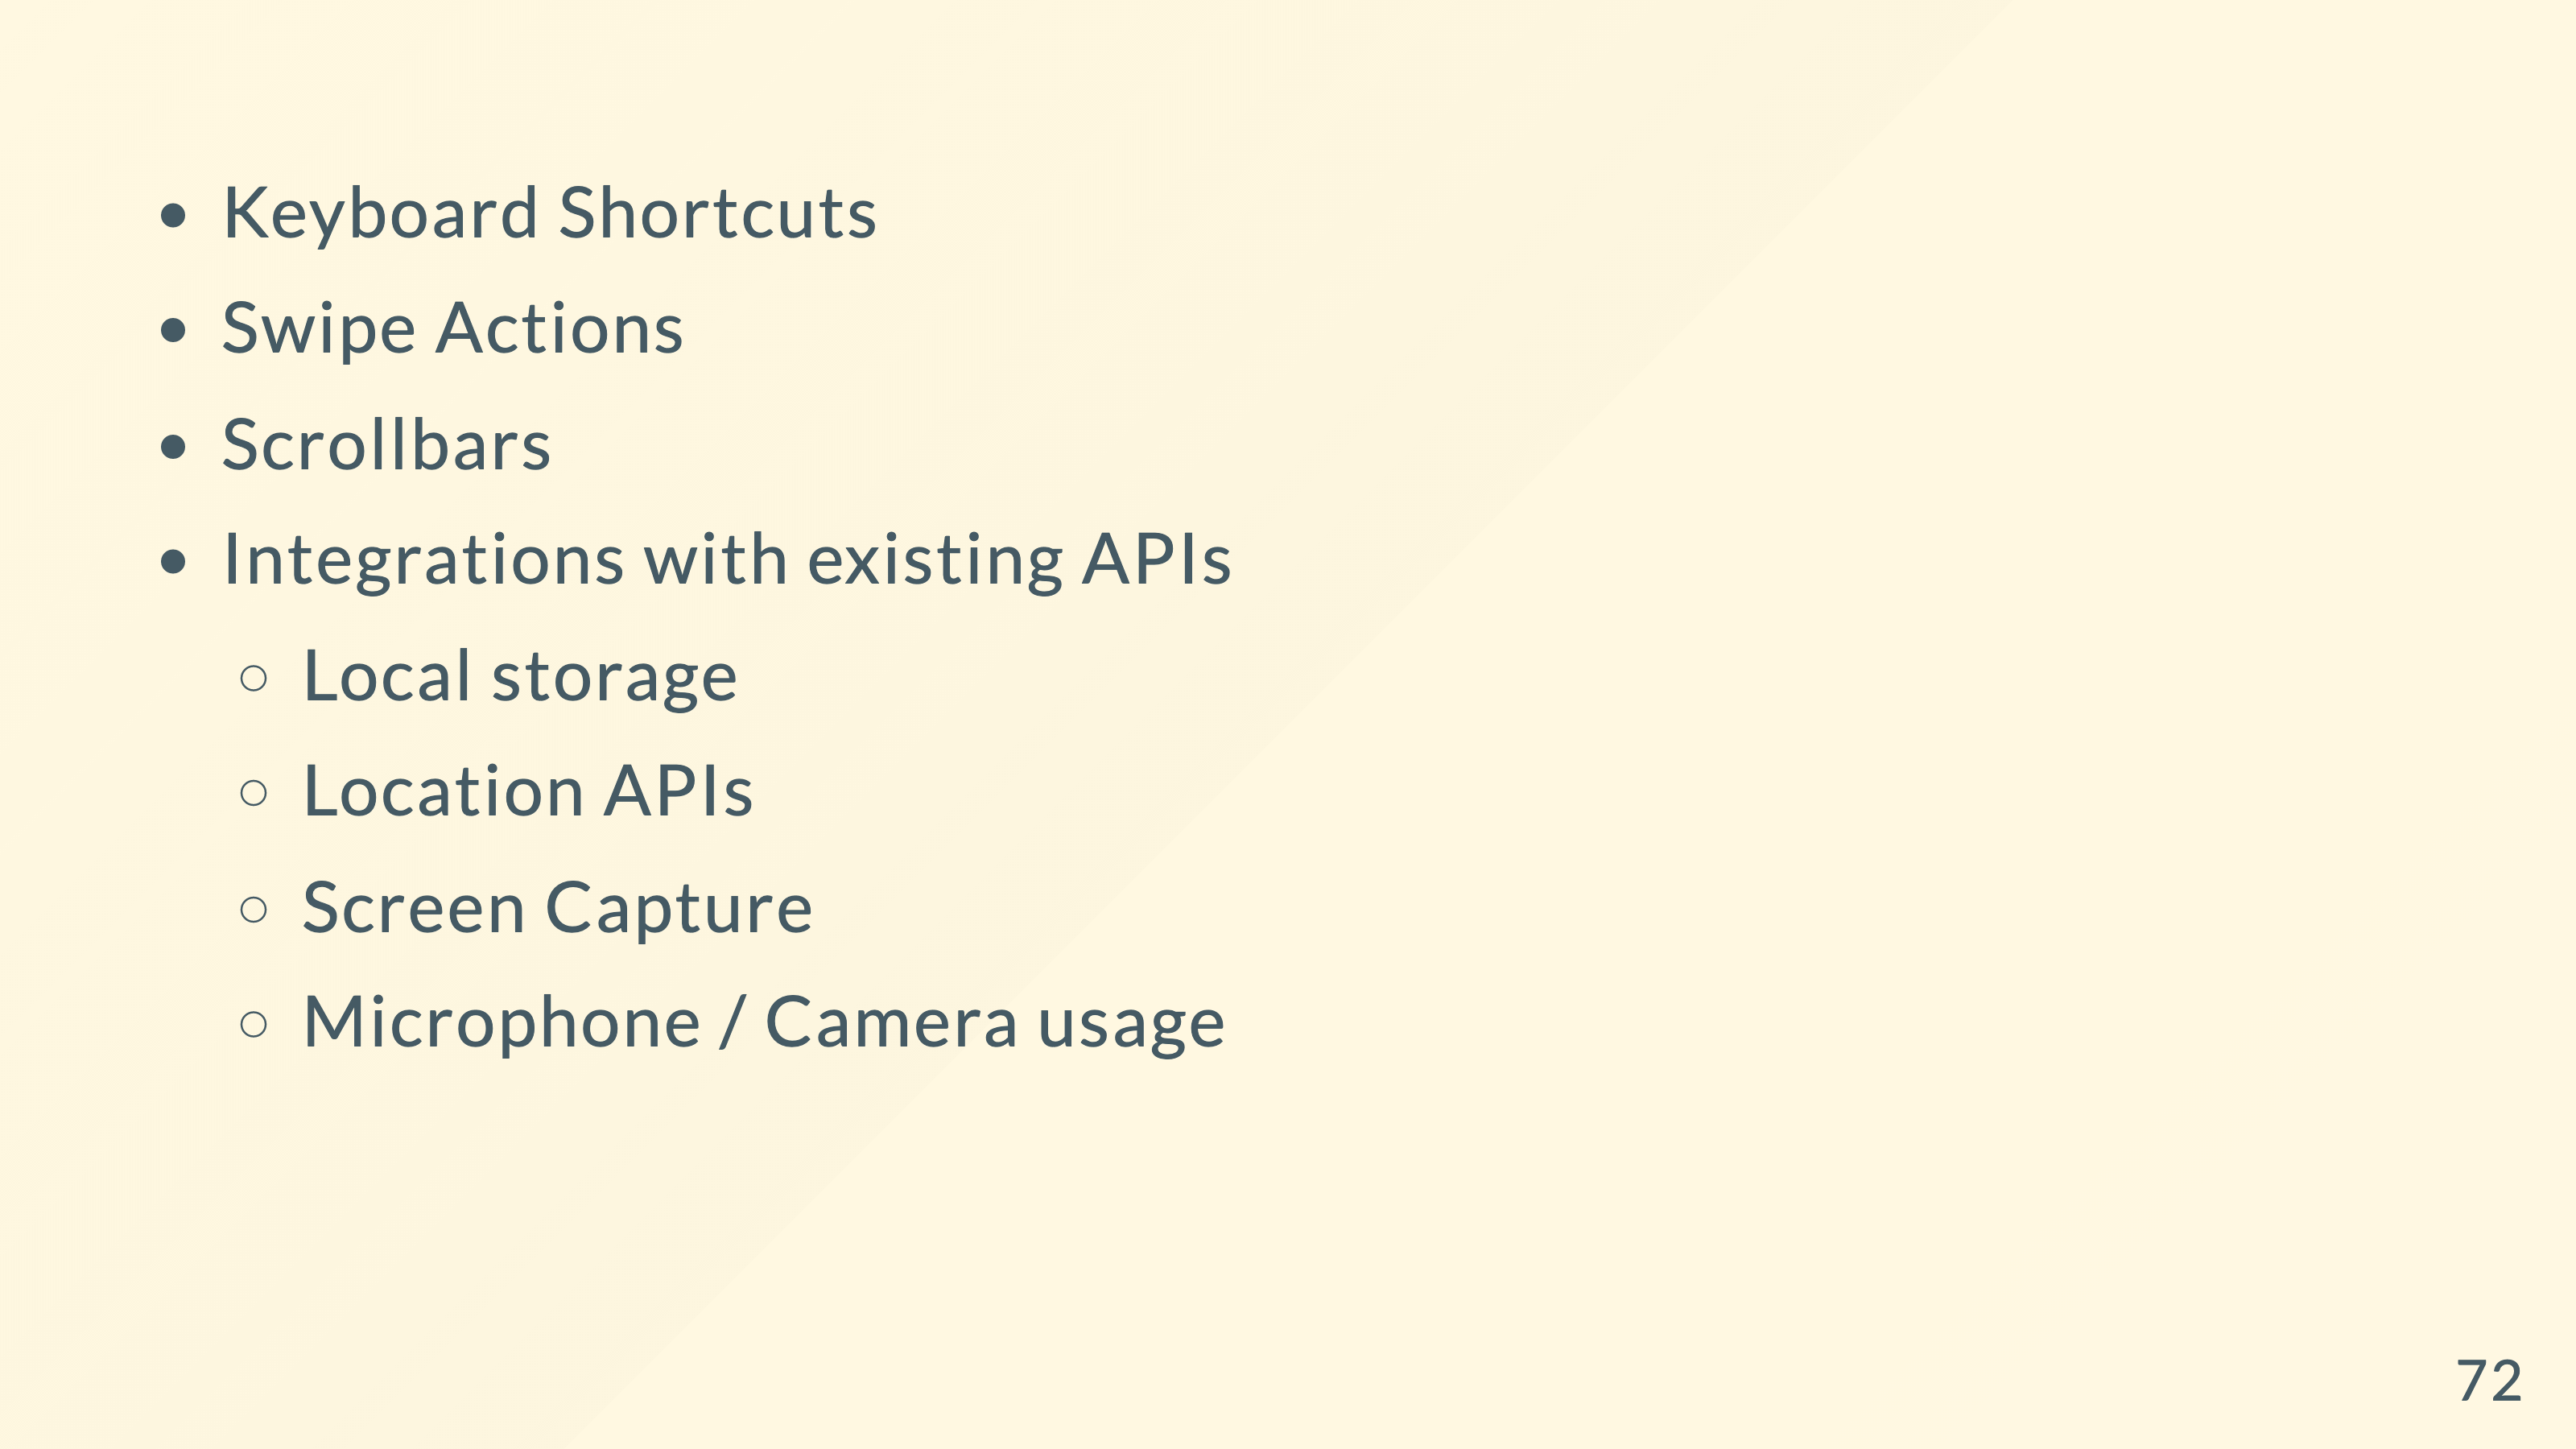 Keyboard Shortcuts
Swipe Actions
Scrollbars
Integrations with existing APIs
Local storage
Location APIs
Screen Capture
Microphone / Camera usage
72